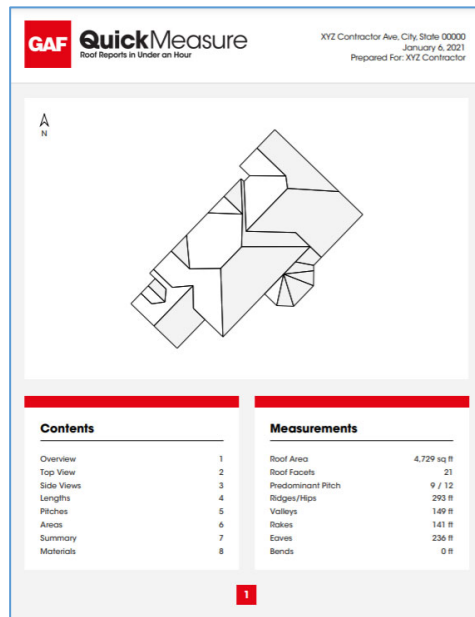 GAF QuickMeasure
Roof Reports in Under an Hour
XYZ Contractor Ave, City, State 00000
January 6, 2021
Prepared For: XYZ Contractor
N
Contents
Overview 1
Top View 2
Side Views 3
Lengths 4
Pitches 5
Areas 6
Summary 7
Materials 8
Measurements
Roof Area 4,729 sq ft
Roof Facets 21
Predominant Pitch 9 / 12
Ridges/Hips 293 ft
Valleys 149 ft
Rakes 141 ft
Eaves 236 ft
Bends 0 ft
1